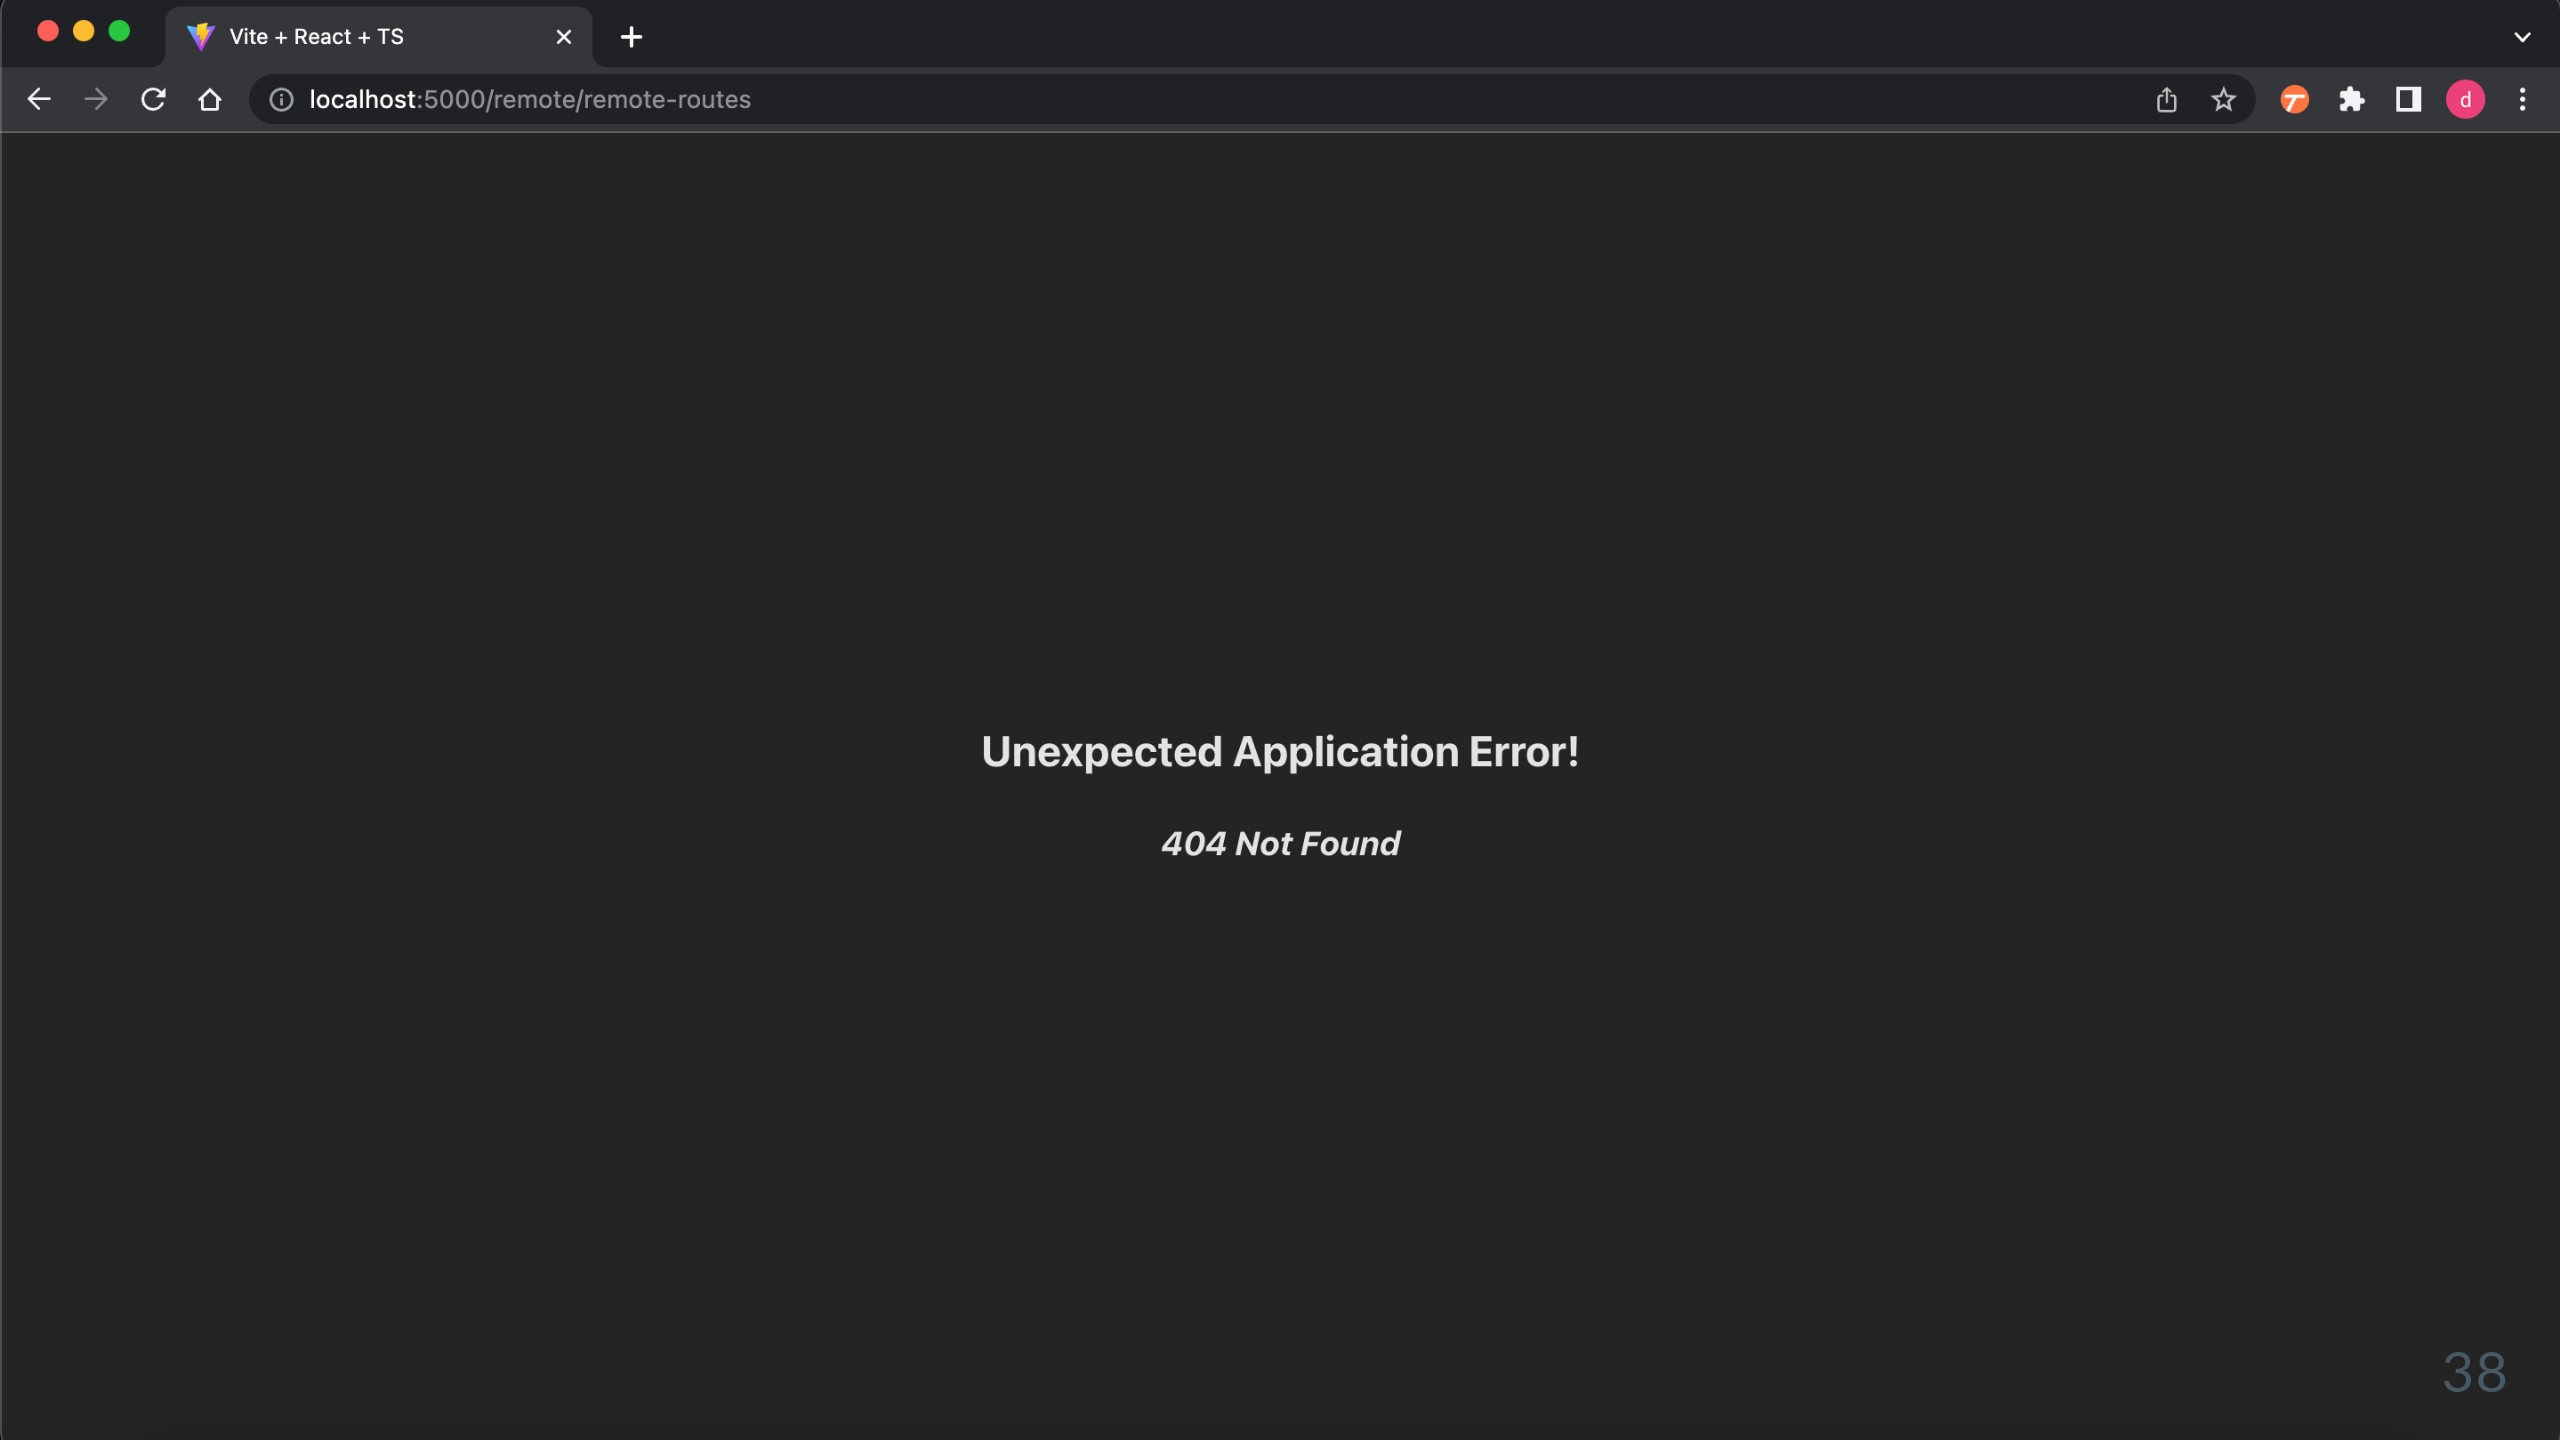 Vite + React + TS
localhost:5000/remote/remote-routes
d
Unexpected Application Error!
404 Not Found
38